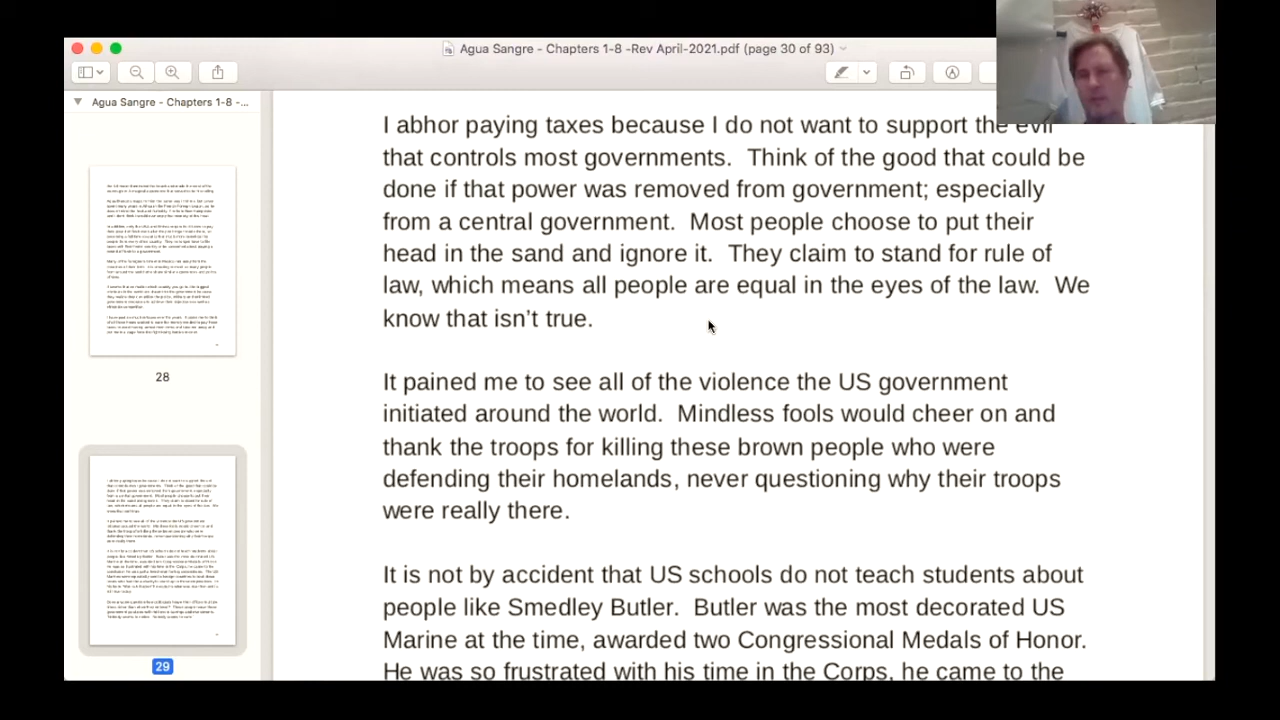 Agua Sangre - Chapters 1-8 -Rev April-2021.pdf (page 30 of 93)
Agua Sangre - Chapters 1-8 -...
28
29
I abhor paying taxes because I do not want to support the evil
that controls most governments. Think of the good that could be
done if that power was removed from government; especially
from a central government. Most people choose to put their
head in the sand and ignore it. They claim to stand for rule of
law, which means all people are equal in the eyes of the law. We
know that isn’t true.
It pained me to see all of the violence the US government
initiated around the world. Mindless fools would cheer on and
thank the troops for killing these brown people who were
defending their homelands, never questioning why their troops
were really there.
It is not by accident that US schools do not teach students about
people like Smedley Butler. Butler was the most decorated US
Marine at the time, awarded two Congressional Medals of Honor.
He was so frustrated with his time in the Corps, he came to the